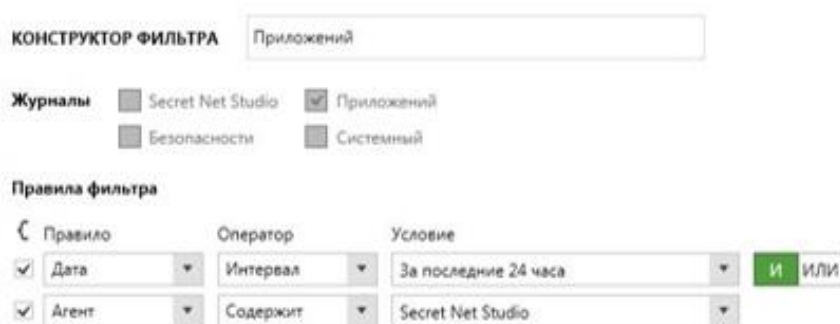 КОНСТРУКТОР ФИЛЬТРА Приложений
Журналы Secret Net Studio Приложений
Безопасности Системный
Правила фильтра
Правило Оператор Условие
Дата Интервал За последние 24 часа И ИЛИ
Агент Содержит Secret Net Studio